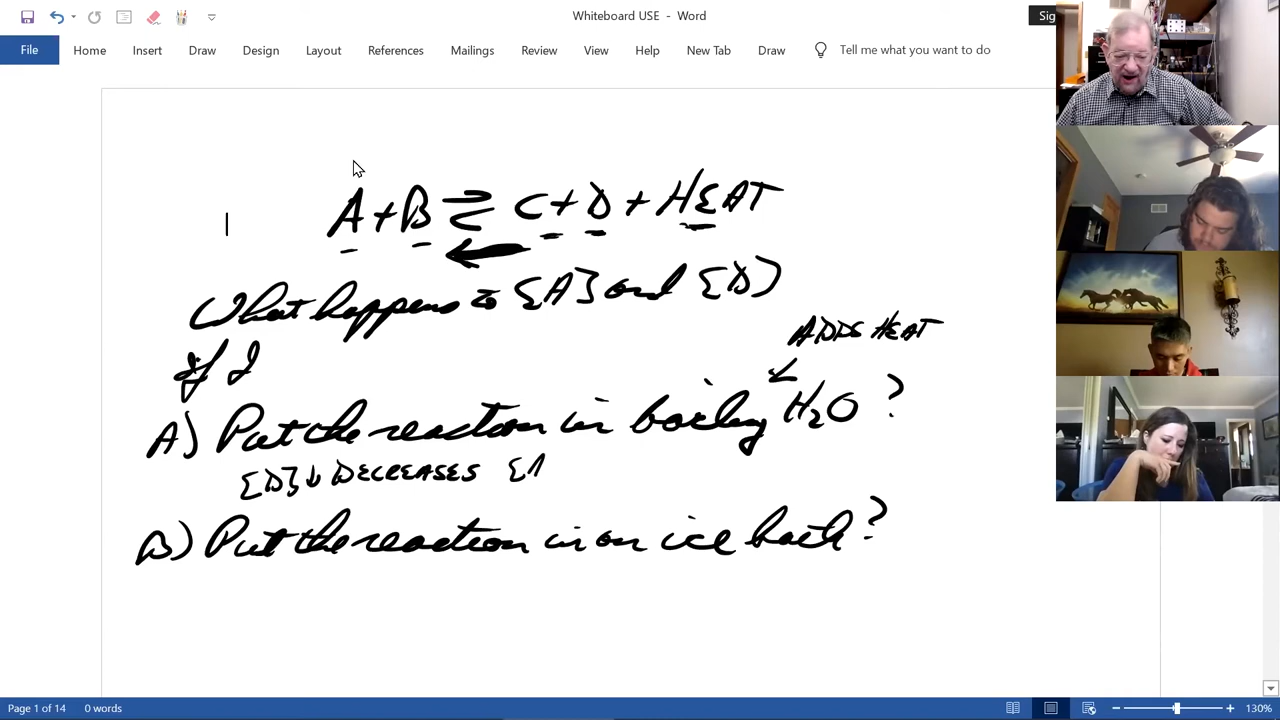 Whiteboard USE - Word
Sig
File Home Insert Draw Design Layout References Mailings Review View Help New Tab Draw Tell me what you want to do
A + B ⇄ C + D + HEAT
What happens to {A} and {D}
if I
ADDS HEAT
A) Put the reaction in boiling H₂O ?
{D}↓ DECREASES {A
B) Put the reaction in an ice bath ?
Page 1 of 14 0 words
130%